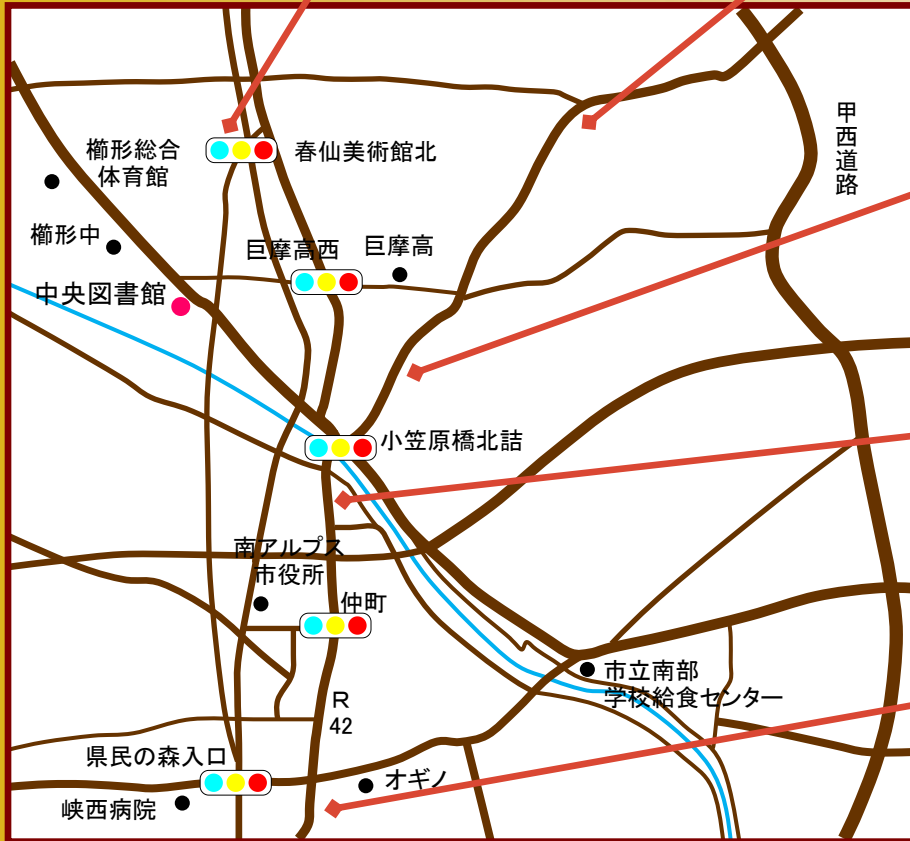 甲西道路
櫛形総合
体育館
春仙美術館北
櫛形中
巨摩高西
巨摩高
中央図書館
小笠原橋北詰
南アルプス
市役所
仲町
市立南部
学校給食センター
R
42
県民の森入口
オギノ
峡西病院